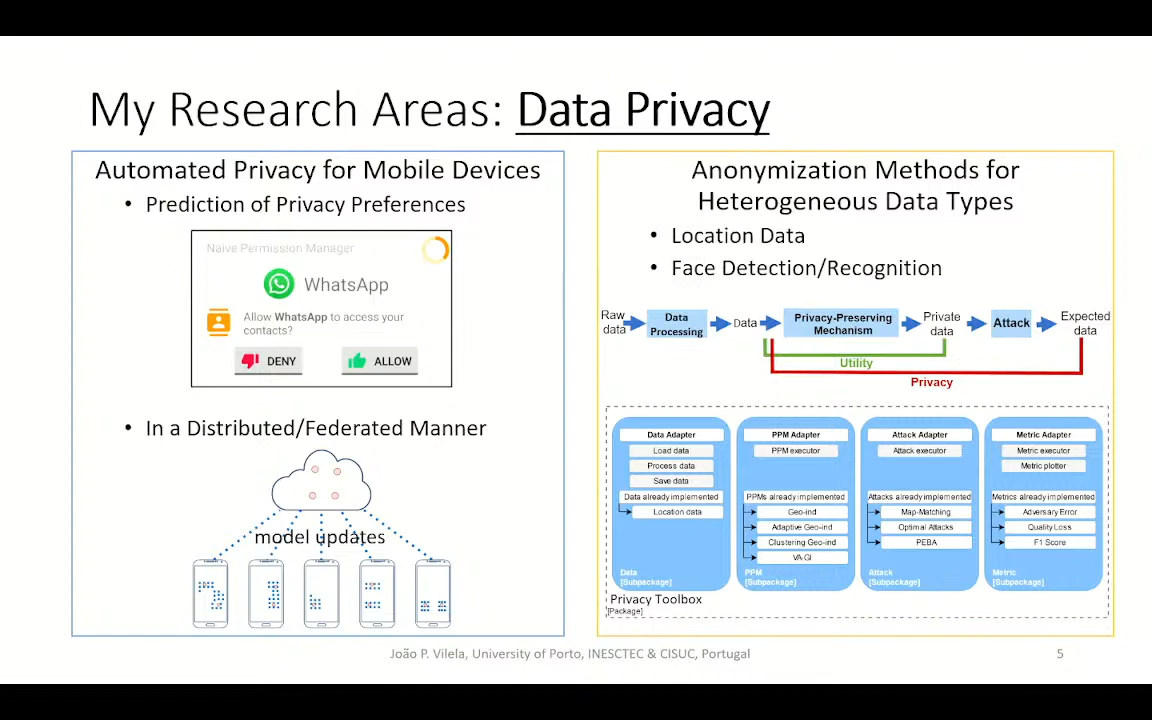 My Research Areas: Data Privacy
Automated Privacy for Mobile Devices
• Prediction of Privacy Preferences
Naive Permission Manager
WhatsApp
Allow WhatsApp to access your
contacts?
DENY
ALLOW
• In a Distributed/Federated Manner
model updates
Anonymization Methods for
Heterogeneous Data Types
• Location Data
• Face Detection/Recognition
Raw
data
Data
Processing
Data
Privacy-Preserving
Mechanism
Private
data
Attack
Expected
data
Utility
Privacy
Data Adapter
Load data
Process data
Save data
Data already implemented
Location data
Data
[Subpackage]
PPM Adapter
PPM executor
PPMs already implemented
Geo-ind
Adaptive Geo-ind
Clustering Geo-ind
VA-GI
PPM
[Subpackage]
Attack Adapter
Attack executor
Attacks already implemented
Map-Matching
Optimal Attacks
PEBA
Attack
[Subpackage]
Metric Adapter
Metric executor
Metric plotter
Metrics already implemented
Adversary Error
Quality Loss
F1 Score
Metric
[Subpackage]
Privacy Toolbox
[Package]
João P. Vilela, University of Porto, INESCTEC & CISUC, Portugal
5